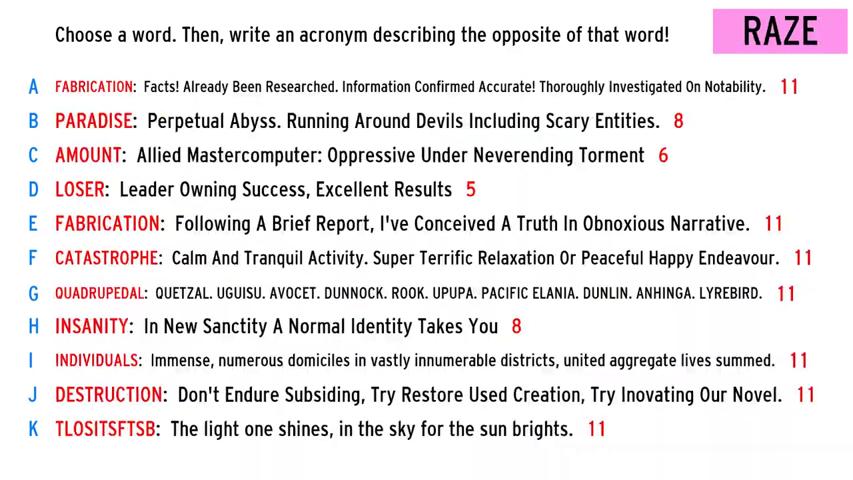 Choose a word. Then, write an acronym describing the opposite of that word!
RAZE
A FABRICATION: Facts! Already Been Researched. Information Confirmed Accurate! Thoroughly Investigated On Notability. 11
B PARADISE: Perpetual Abyss. Running Around Devils Including Scary Entities. 8
C AMOUNT: Allied Mastercomputer: Oppressive Under Neverending Torment 6
D LOSER: Leader Owning Success, Excellent Results 5
E FABRICATION: Following A Brief Report, I've Conceived A Truth In Obnoxious Narrative. 11
F CATASTROPHE: Calm And Tranquil Activity. Super Terrific Relaxation Or Peaceful Happy Endeavour. 11
G QUADRUPEDAL: QUETZAL. UGUISU. AVOCET. DUNNOCK. ROOK. UPUPA. PACIFIC ELANIA. DUNLIN. ANHINGA. LYREBIRD. 11
H INSANITY: In New Sanctity A Normal Identity Takes You 8
I INDIVIDUALS: Immense, numerous domiciles in vastly innumerable districts, united aggregate lives summed. 11
J DESTRUCTION: Don't Endure Subsiding, Try Restore Used Creation, Try Inovating Our Novel. 11
K TLOSITSFTSB: The light one shines, in the sky for the sun brights. 11